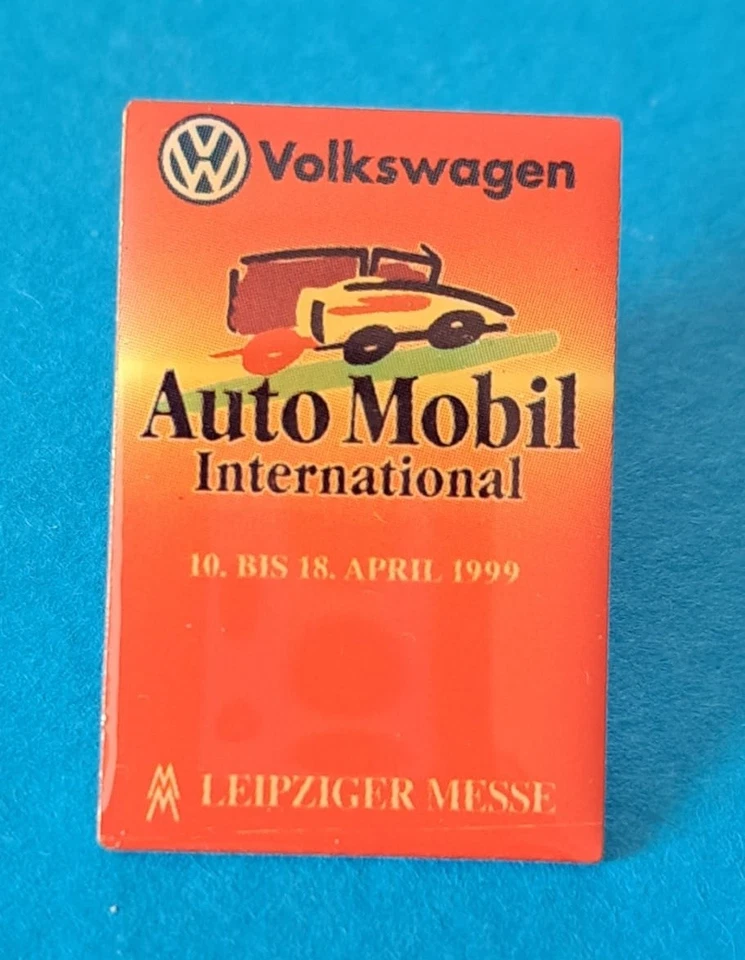 Volkswagen
Auto Mobil
International
10. BIS 18. APRIL 1999
LEIPZIGER MESSE